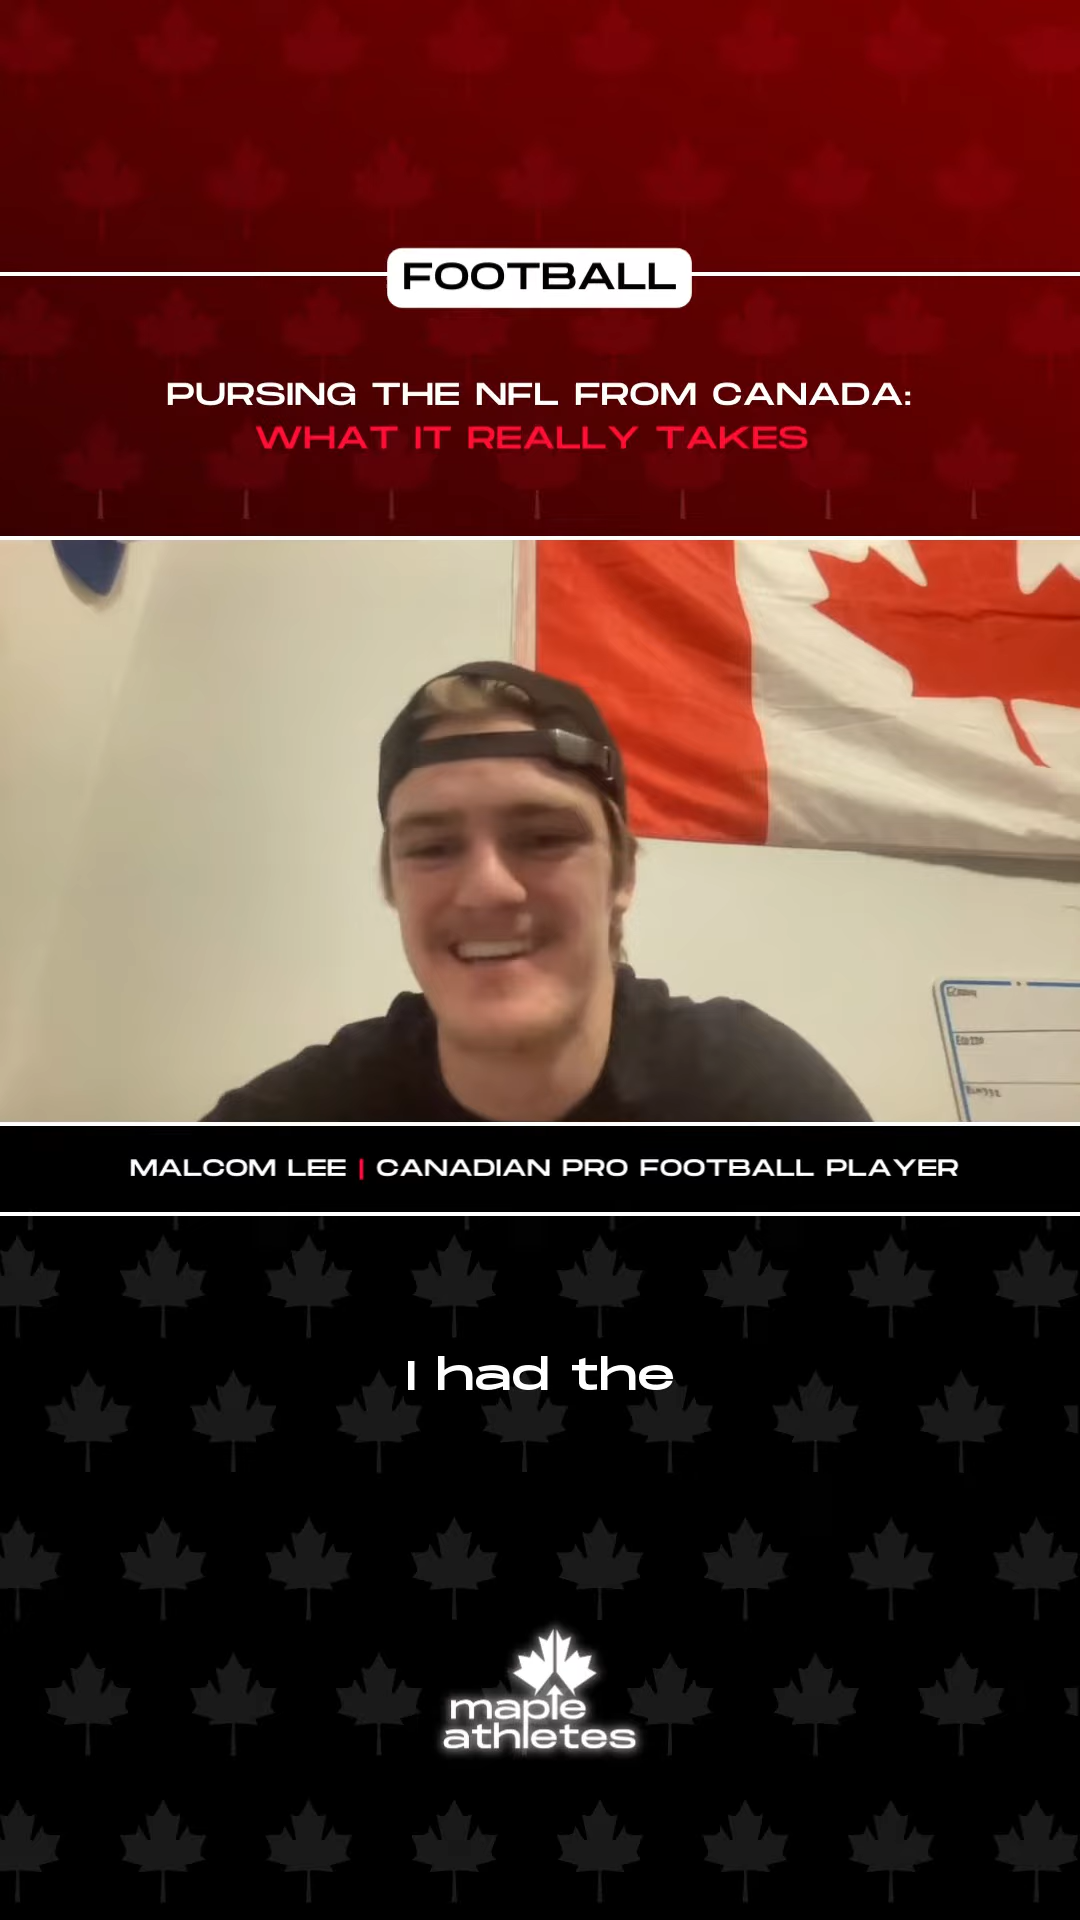 FOOTBALL
PURSING THE NFL FROM CANADA:
WHAT IT REALLY TAKES
MALCOM LEE | CANADIAN PRO FOOTBALL PLAYER
I had the
maple
athletes